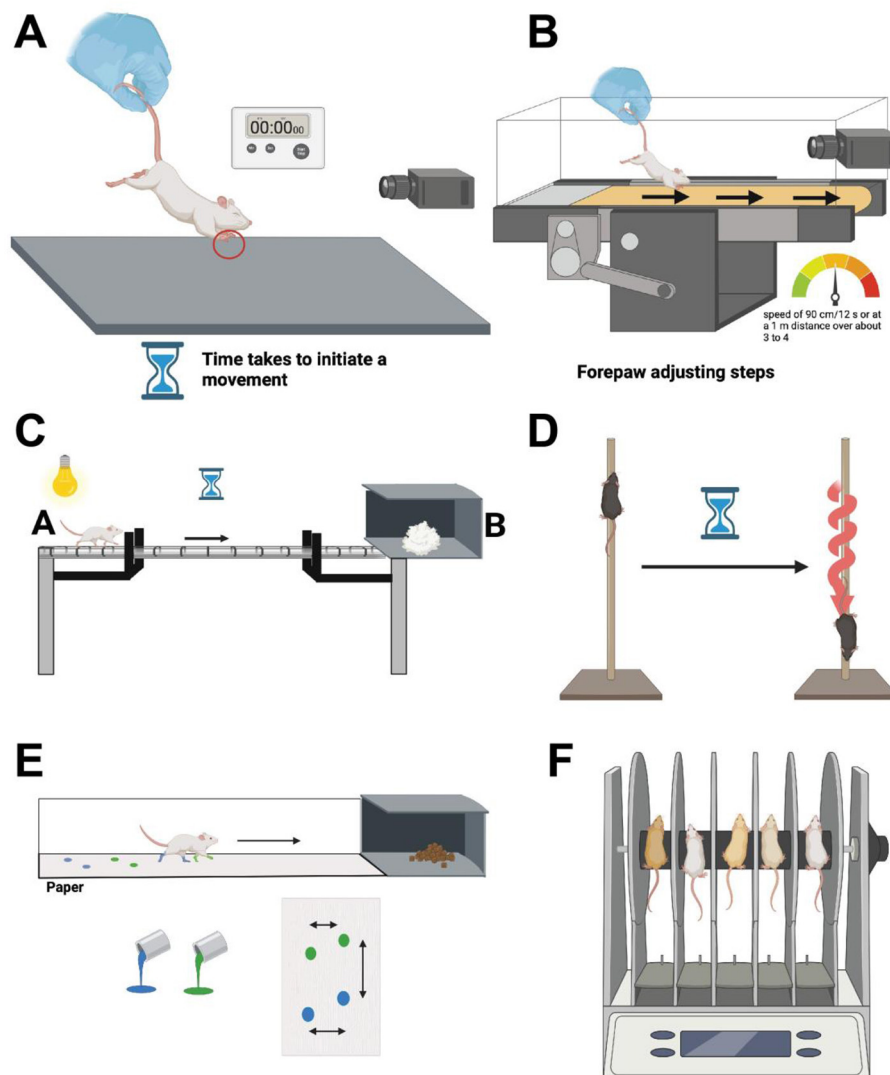 A
B
00:00 00
Time takes to initiate a
movement
speed of 90 cm/12 s or at
a 1 m distance over about
3 to 4
Forepaw adjusting steps
C
D
A
B
E
F
Paper